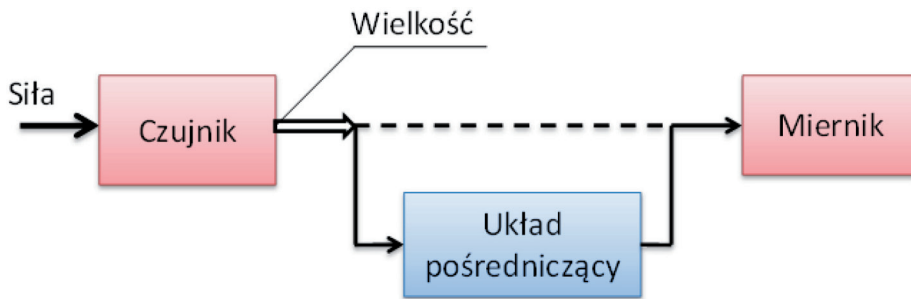 Wielkość
Siła
Czujnik
Miernik
Układ
pośredniczący